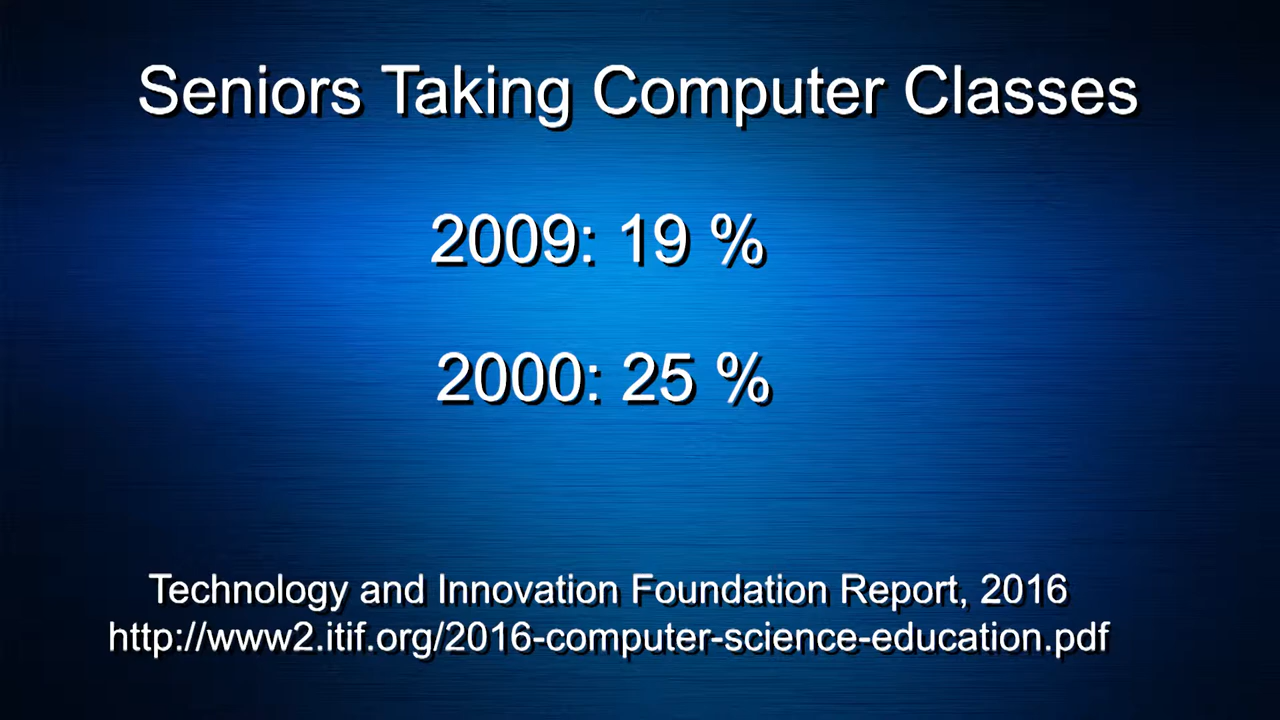 Seniors Taking Computer Classes
2009: 19 %
2000: 25 %
Technology and Innovation Foundation Report, 2016
http://www2.itif.org/2016-computer-science-education.pdf